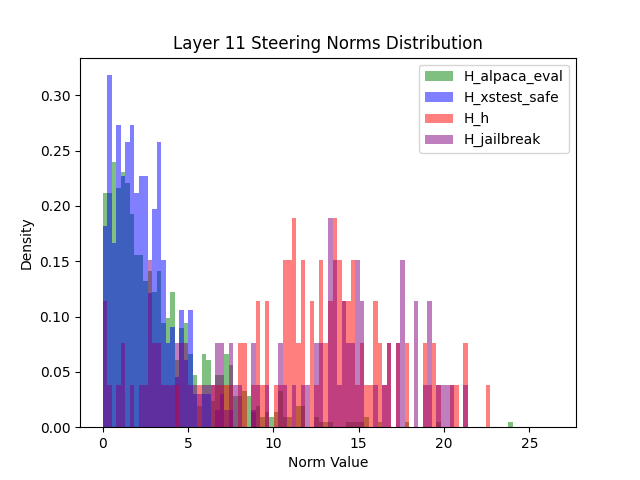 Layer 11 Steering Norms Distribution
H_alpaca_eval
H_xstest_safe
H_h
H_jailbreak
Density
0.30
0.25
0.20
0.15
0.10
0.05
0.00
0 5 10 15 20 25
Norm Value